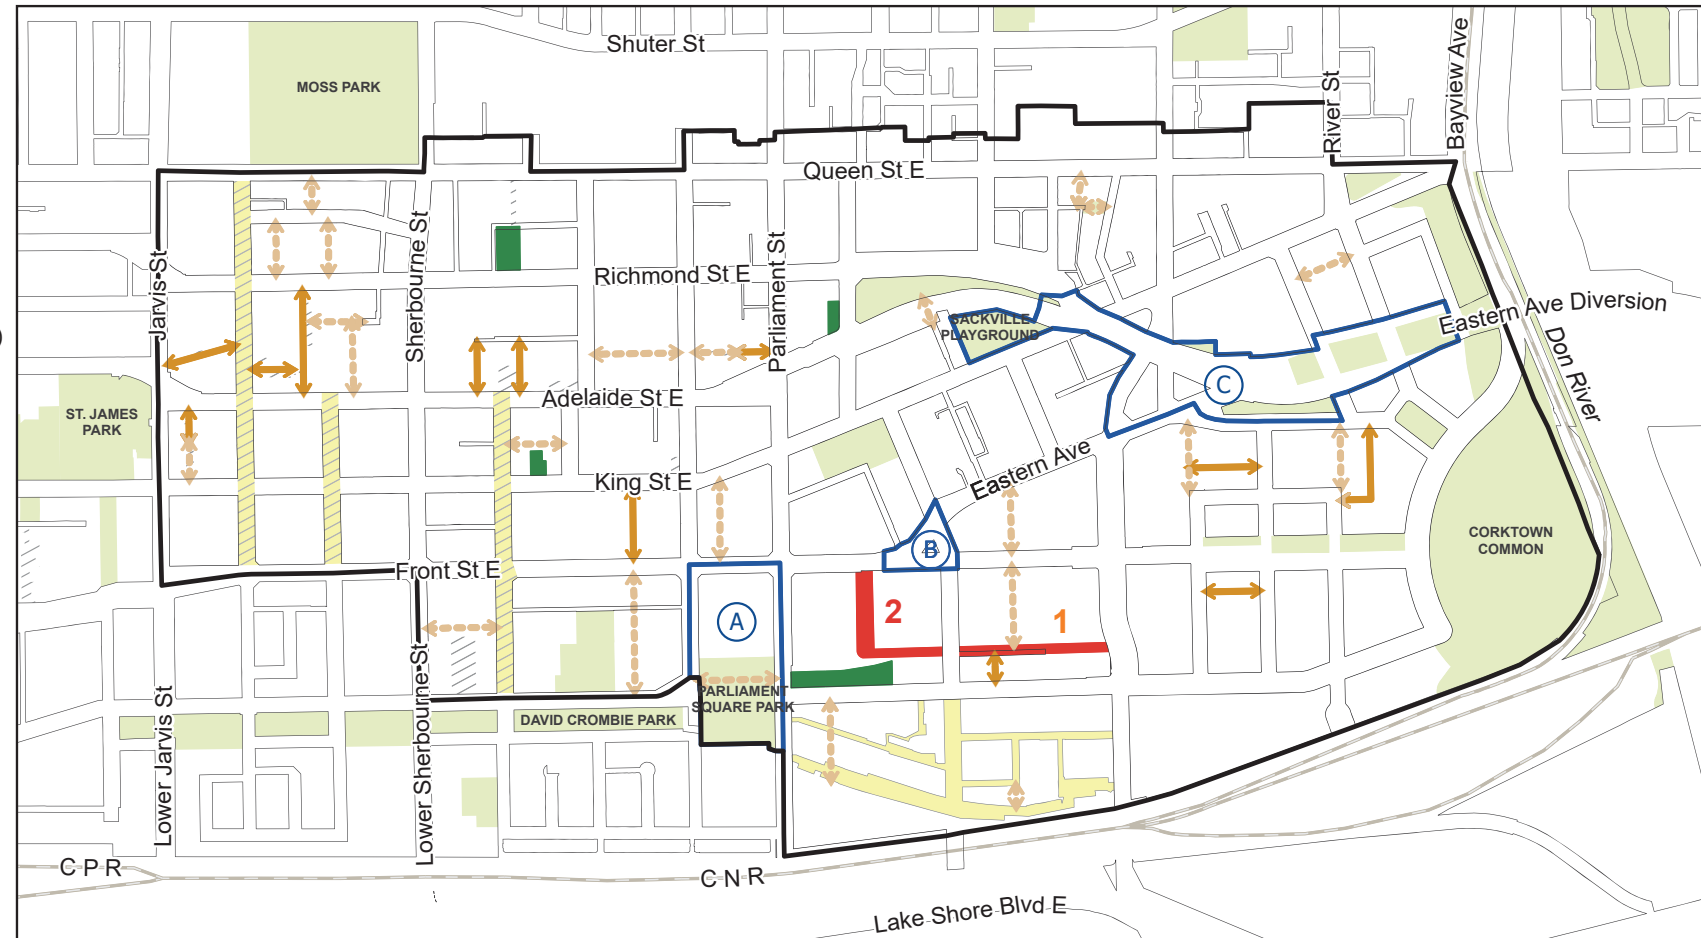 Shuter St
MOSS PARK
River St
Bayview Ave
Queen St E
Jarvis St
Sherbourne St
Richmond St E
Parliament St
SACKVILLE
PLAYGROUND
Eastern Ave Diversion
Don River
C
ST. JAMES
PARK
Adelaide St E
King St E
Eastern Ave
CORKTOWN
COMMON
B
Front St E
A
2
1
PARLIAMENT
SQUARE PARK
DAVID CROMBIE PARK
Lower Jarvis St
Lower Sherbourne St
C P R
C N R
Lake Shore Blvd E